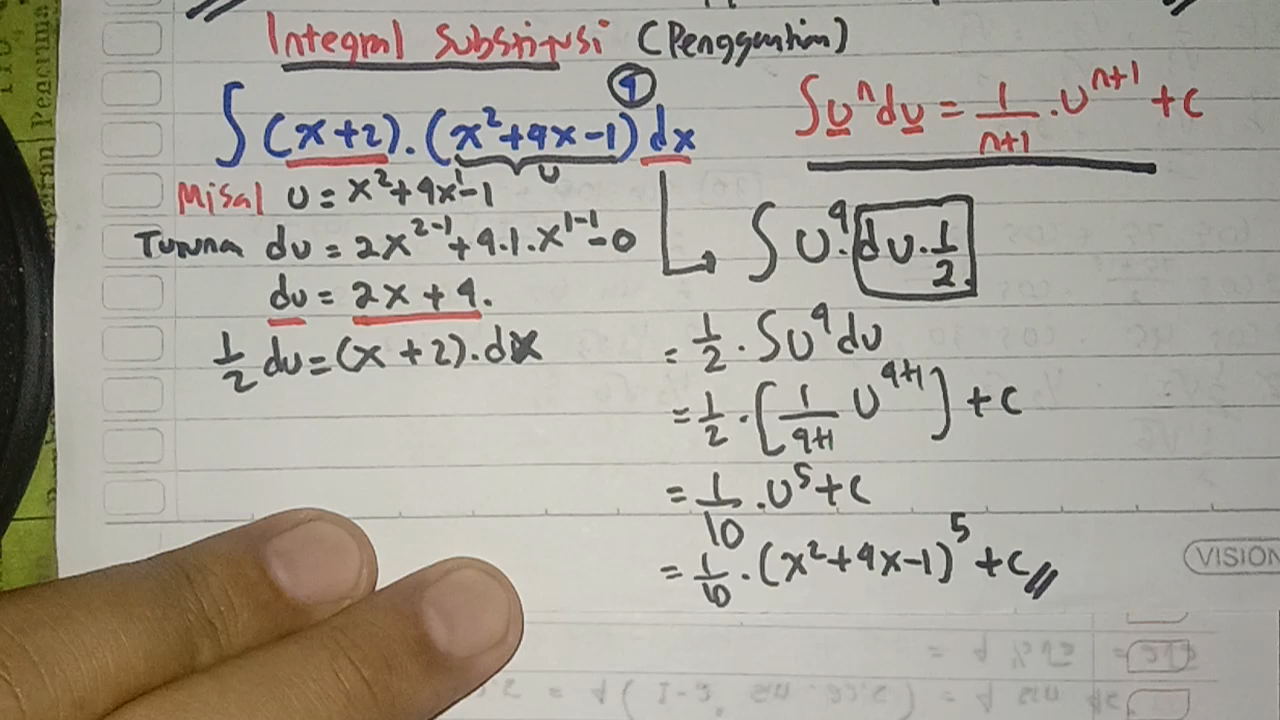 Integral Substitusi (Penggantian)
∫ (x+2).(x²+4x-1)⁴ dx
u
∫uⁿdu = 1/n+1 . u^n+1 + c
Misal u = x²+4x¹-1
Turunan du = 2x^2-1 + 4.1.x^1-1 - 0
du = 2x + 4.
1/2 du = (x + 2).dx
∫ u⁴. du . 1/2
= 1/2 . ∫u⁴ du
= 1/2 . [1/4+1 u^4+1] + c
= 1/10 . u⁵ + c
= 1/10 . (x²+4x-1)⁵ + c //
VISION